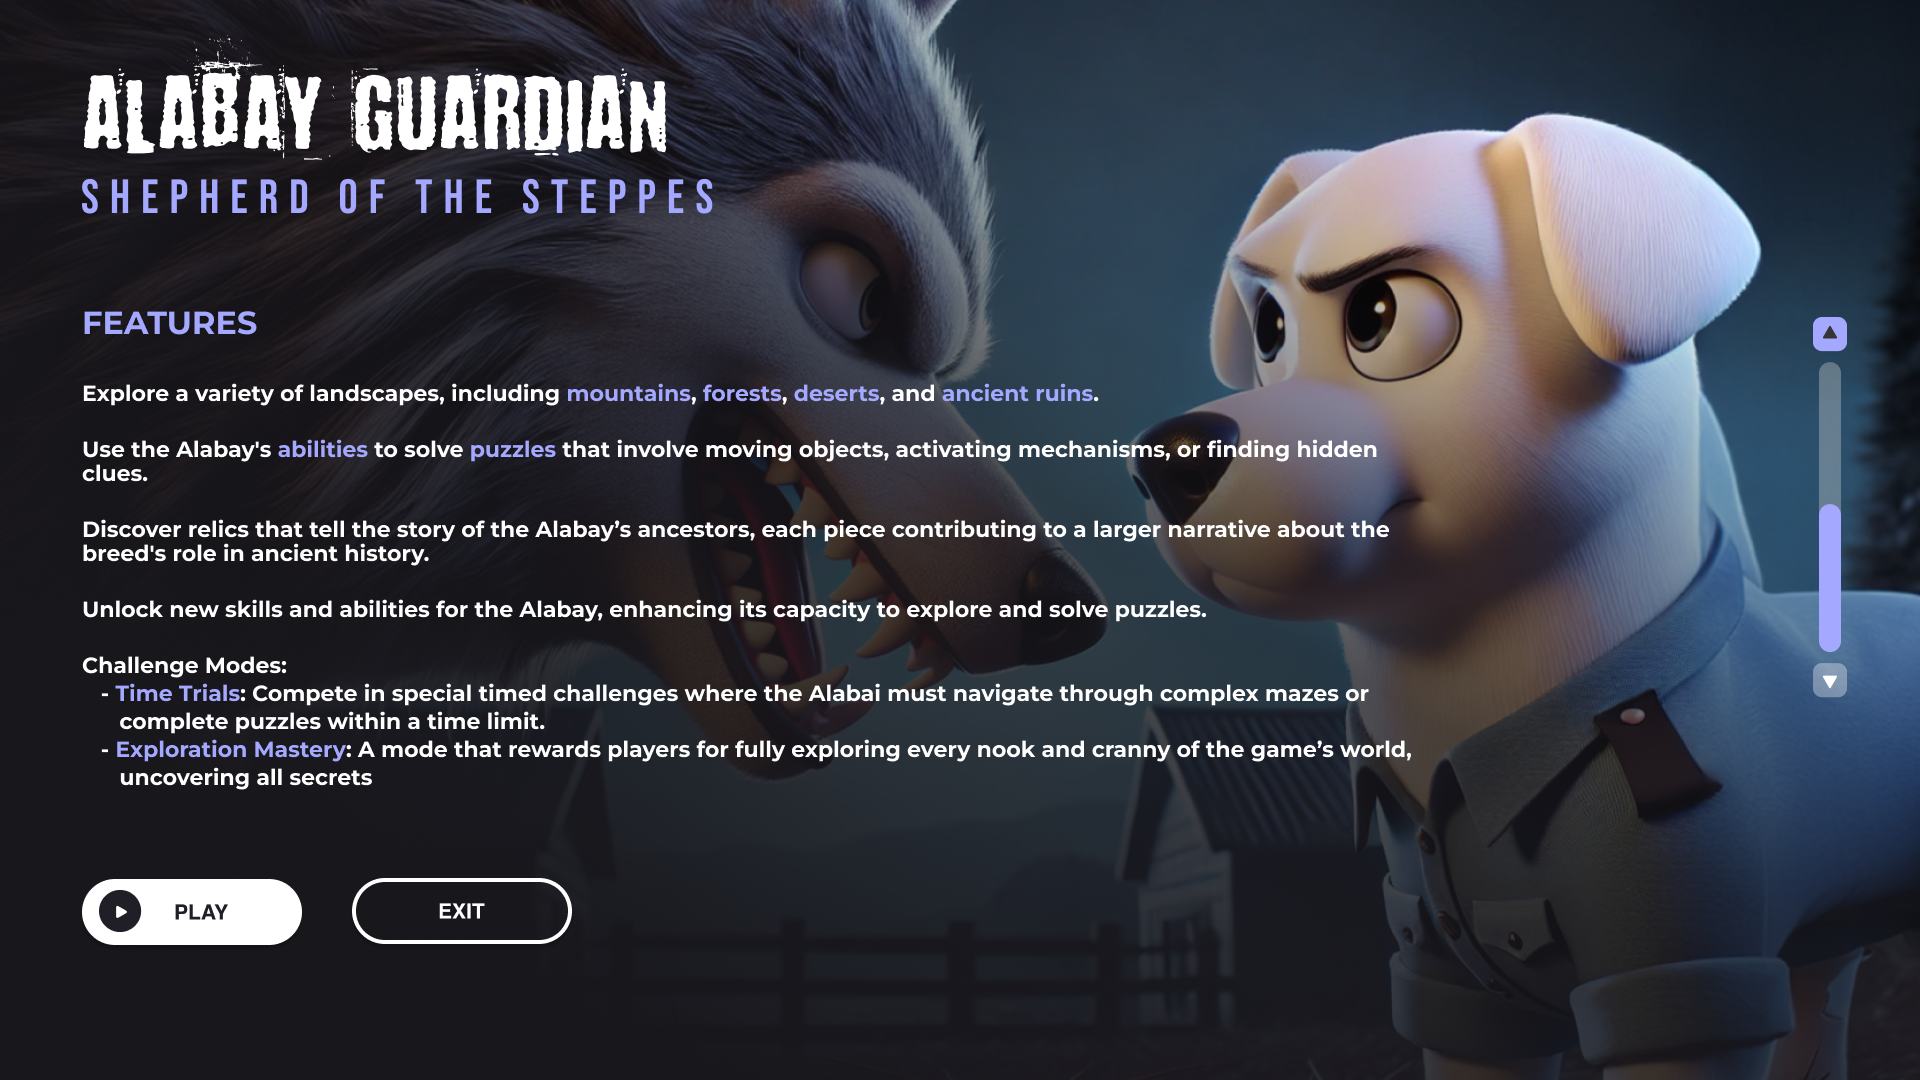 ALABAY GUARDIAN
SHEPHERD OF THE STEPPES
FEATURES
Explore a variety of landscapes, including mountains, forests, deserts, and ancient ruins.
Use the Alabay's abilities to solve puzzles that involve moving objects, activating mechanisms, or finding hidden
clues.
Discover relics that tell the story of the Alabay’s ancestors, each piece contributing to a larger narrative about the
breed's role in ancient history.
Unlock new skills and abilities for the Alabay, enhancing its capacity to explore and solve puzzles.
Challenge Modes:
- Time Trials: Compete in special timed challenges where the Alabai must navigate through complex mazes or
complete puzzles within a time limit.
- Exploration Mastery: A mode that rewards players for fully exploring every nook and cranny of the game’s world,
uncovering all secrets
PLAY
EXIT